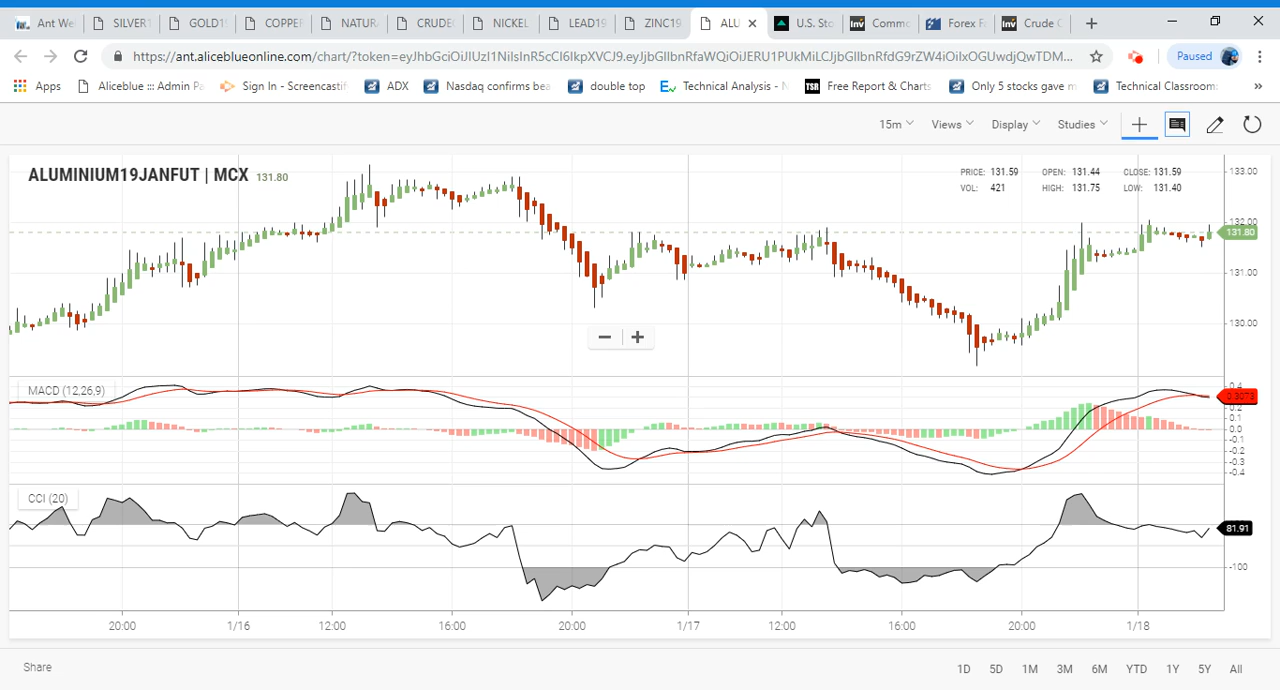 Ant We
SILVER1
GOLD1
COPPE
NATUR
CRUDE
NICKEL
LEAD19
ZINC19
ALU
U.S. Sto
Inv Comm
Forex F
Inv Crude
https://ant.aliceblueonline.com/chart/?token=
Paused
Apps
Aliceblue ::: Admin Pa
Sign In - Screencastif
ADX
Nasdaq confirms bea
double top
Technical Analysis - N
TSR Free Report & Charts
Only 5 stocks gave m
Technical Classroom:
»
15m Views Display Studies
ALUMINIUM19JANFUT | MCX 131.80
PRICE: 131.59 OPEN: 131.44 CLOSE: 131.59
VOL: 421 HIGH: 131.75 LOW: 131.40
133.00
132.00
131.80
131.00
130.00
MACD (12,26,9)
0.4
0.3073
0.2
0.1
0.0
-0.1
-0.2
-0.3
-0.4
CCI (20)
81.91
-100
20:00 1/16 12:00 16:00 20:00 1/17 12:00 16:00 20:00 1/18
Share
1D 5D 1M 3M 6M YTD 1Y 5Y All